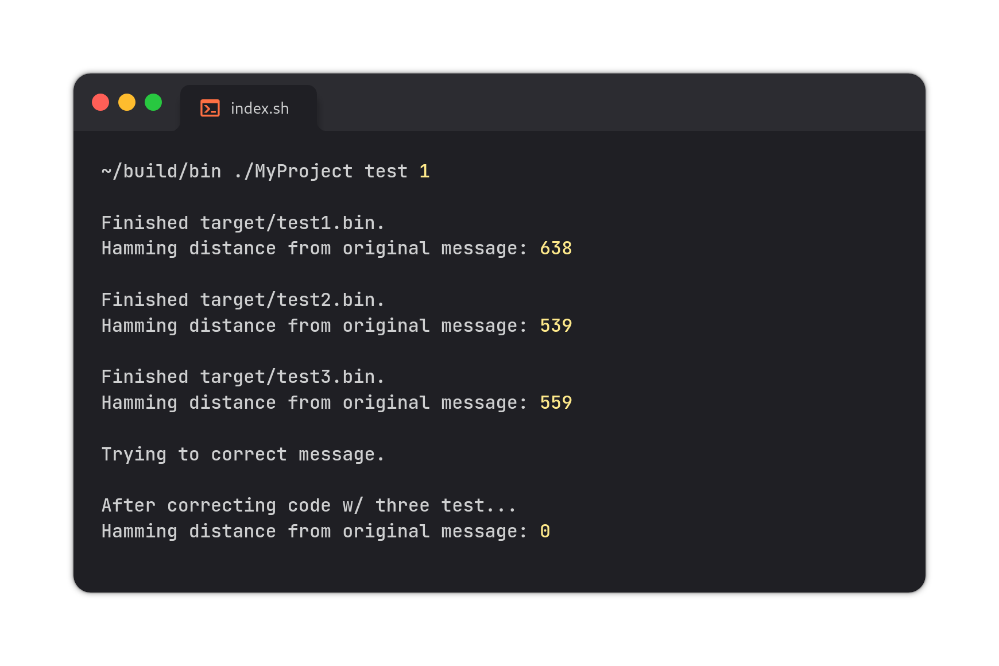 index.sh
~/build/bin ./MyProject test 1
Finished target/test1.bin.
Hamming distance from original message: 638
Finished target/test2.bin.
Hamming distance from original message: 539
Finished target/test3.bin.
Hamming distance from original message: 559
Trying to correct message.
After correcting code w/ three test...
Hamming distance from original message: 0